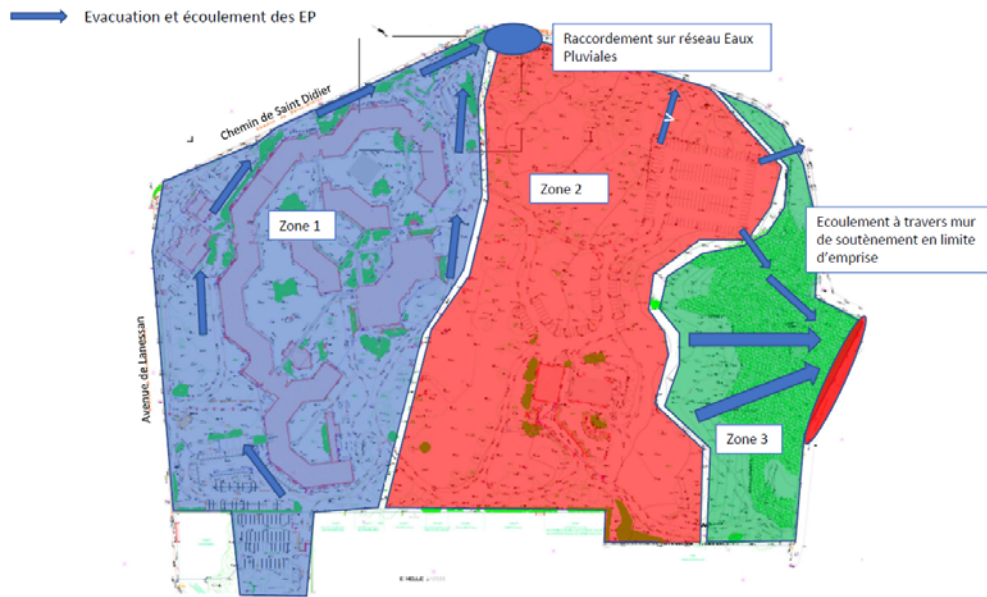 Evacuation et écoulement des EP
Raccordement sur réseau Eaux
Pluviales
Chemin de Saint Didier
Zone 1
Zone 2
Ecoulement à travers mur
de soutènement en limite
d'emprise
Avenue de Lanessan
Zone 3